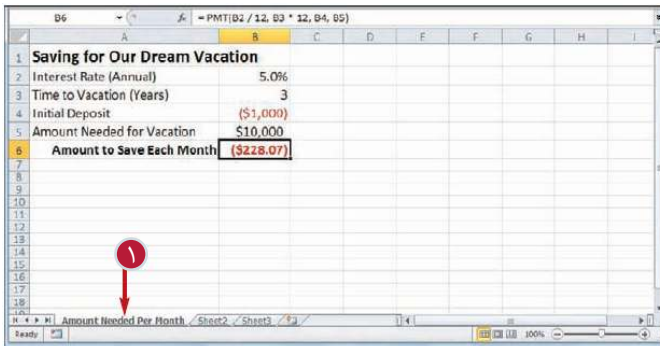 B6 fx =PMT(B2 / 12, B3 * 12, B4, B5)
A B C D E F G H I
1 Saving for Our Dream Vacation
2 Interest Rate (Annual) 5.0%
3 Time to Vacation (Years) 3
4 Initial Deposit ($1,000)
5 Amount Needed for Vacation $10,000
6 Amount to Save Each Month ($228.07)
7
8
9
10
11
12
13
14
15
16
17
18
١
Amount Needed Per Month Sheet2 Sheet3
Ready 100%